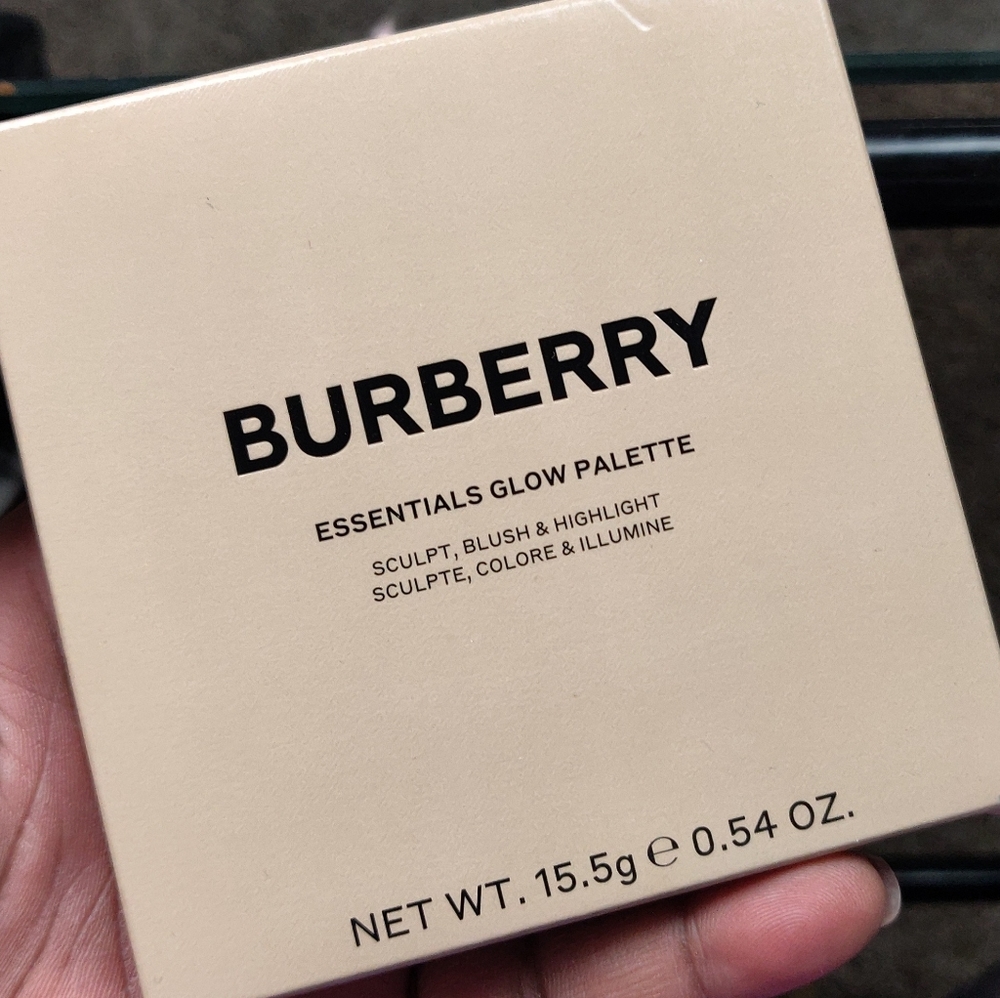 BURBERRY
ESSENTIALS GLOW PALETTE
SCULPT, BLUSH & HIGHLIGHT
SCULPTE, COLORE & ILLUMINE
NET WT. 15.5g ℮ 0.54 OZ.